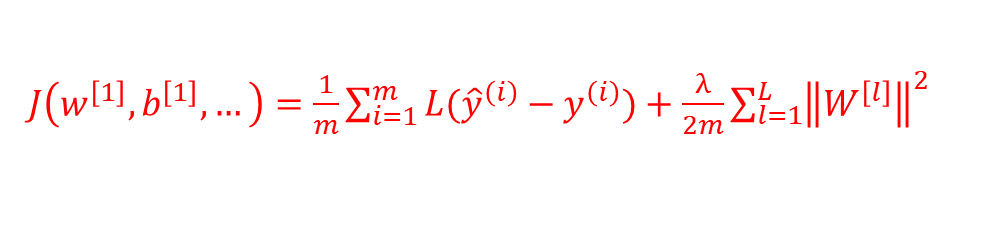 J(w^{[1]}, b^{[1]}, ...) = \frac{1}{m} \sum_{i=1}^{m} L(\hat{y}^{(i)} - y^{(i)}) + \frac{λ}{2m} \sum_{l=1}^{L} \|W^{[l]}\|^2